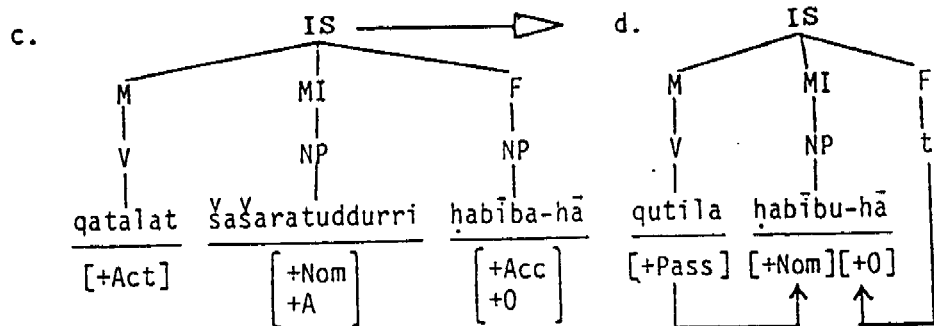 c. IS d. IS
M MI F M MI F
V NP NP V NP t
qatalat šašaratuddurri ḥabība-hā qutila ḥabību-hā
[+Act] [+Nom +A] [+Acc +O] [+Pass] [+Nom][+O]